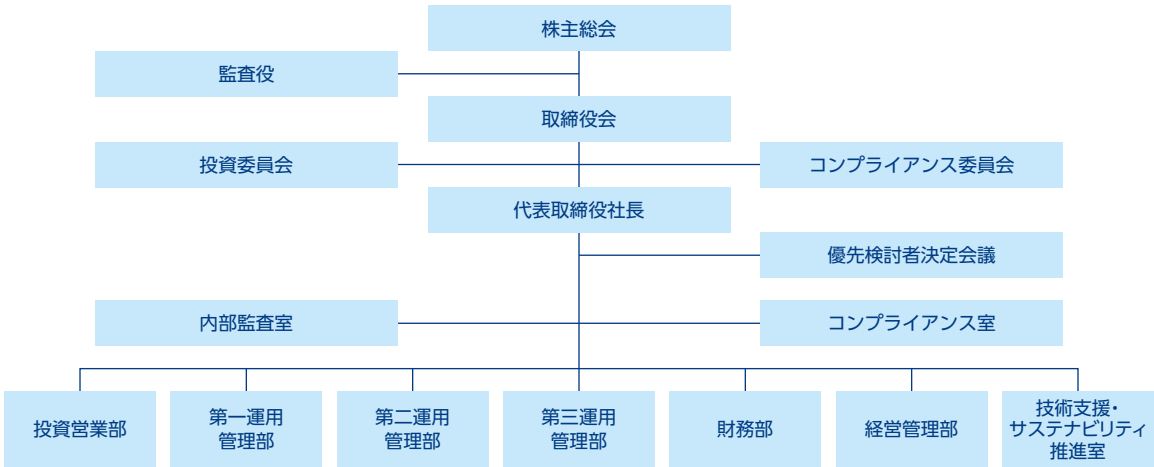 株主総会
監査役
取締役会
投資委員会
コンプライアンス委員会
代表取締役社長
優先検討者決定会議
内部監査室
コンプライアンス室
投資営業部
第一運用
管理部
第二運用
管理部
第三運用
管理部
財務部
経営管理部
技術支援・
サステナビリティ
推進室